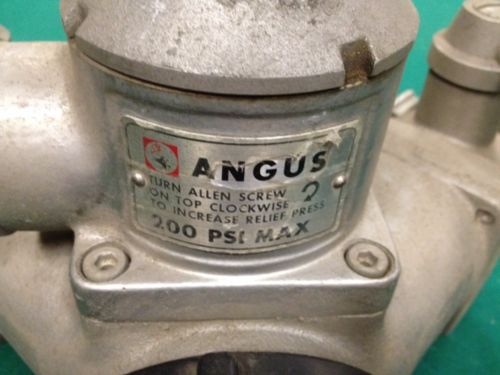 ANGUS
TURN ALLEN SCREW
ON TOP CLOCKWISE
TO INCREASE RELIEF PRESS
200 PSI MAX